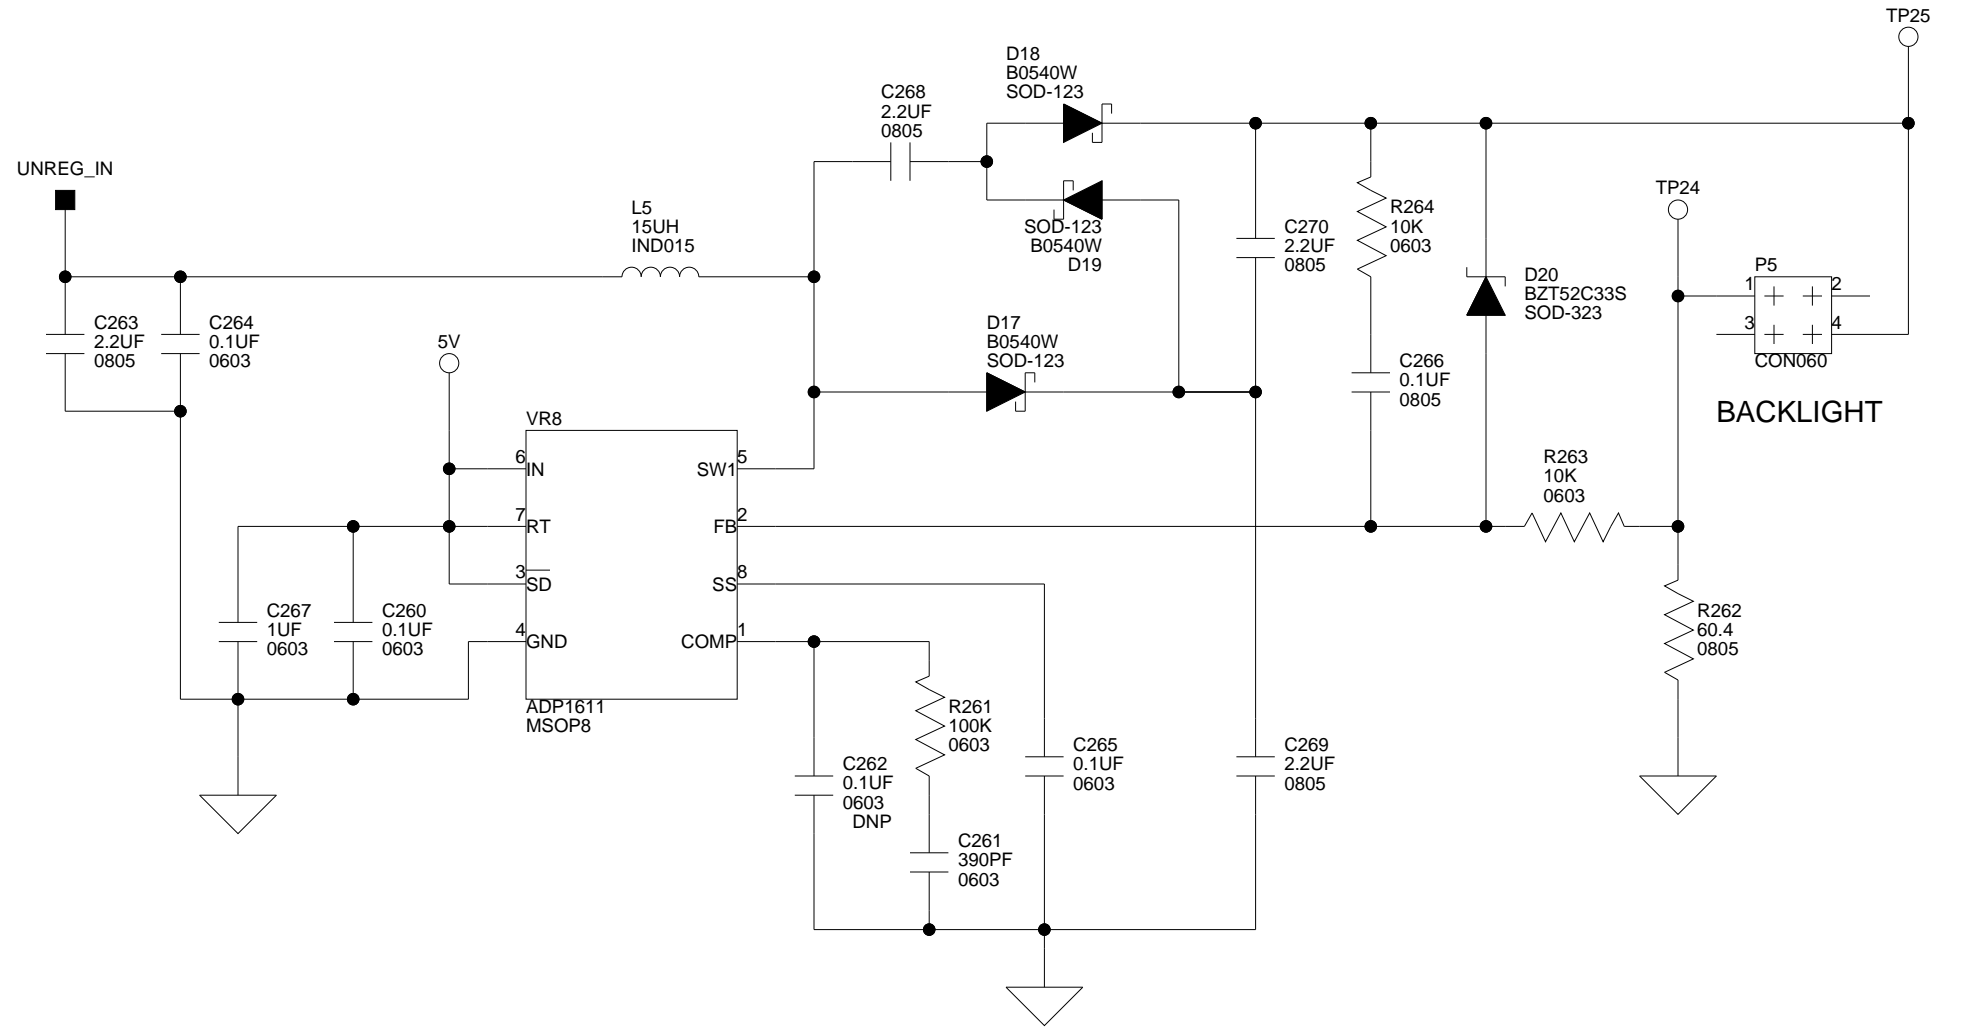 TP25
D18
B0540W
SOD-123
C268
2.2UF
0805
UNREG_IN
TP24
L5
15UH
IND015
R264
10K
0603
SOD-123
B0540W
D19
C270
2.2UF
0805
P5
1
2
3
4
CON060
D20
BZT52C33S
SOD-323
C263
2.2UF
0805
C264
0.1UF
0603
5V
D17
B0540W
SOD-123
C266
0.1UF
0805
BACKLIGHT
VR8
6
IN
SW1
5
R263
10K
0603
7
RT
FB
2
3
SD
SS
8
4
GND
COMP
1
C267
1UF
0603
C260
0.1UF
0603
R262
60.4
0805
ADP1611
MSOP8
R261
100K
0603
C265
0.1UF
0603
C269
2.2UF
0805
C262
0.1UF
0603
DNP
C261
390PF
0603